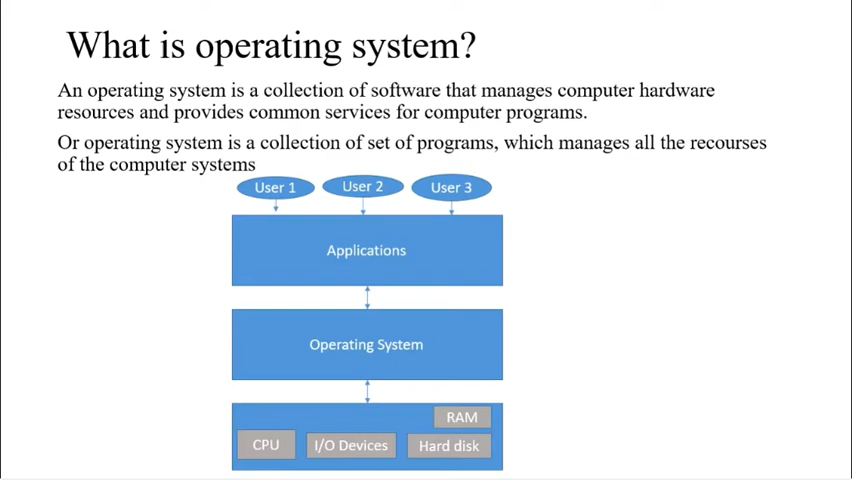 What is operating system?
An operating system is a collection of software that manages computer hardware
resources and provides common services for computer programs.
Or operating system is a collection of set of programs, which manages all the recourses
of the computer systems
User 1 User 2 User 3
Applications
Operating System
RAM
CPU I/O Devices Hard disk